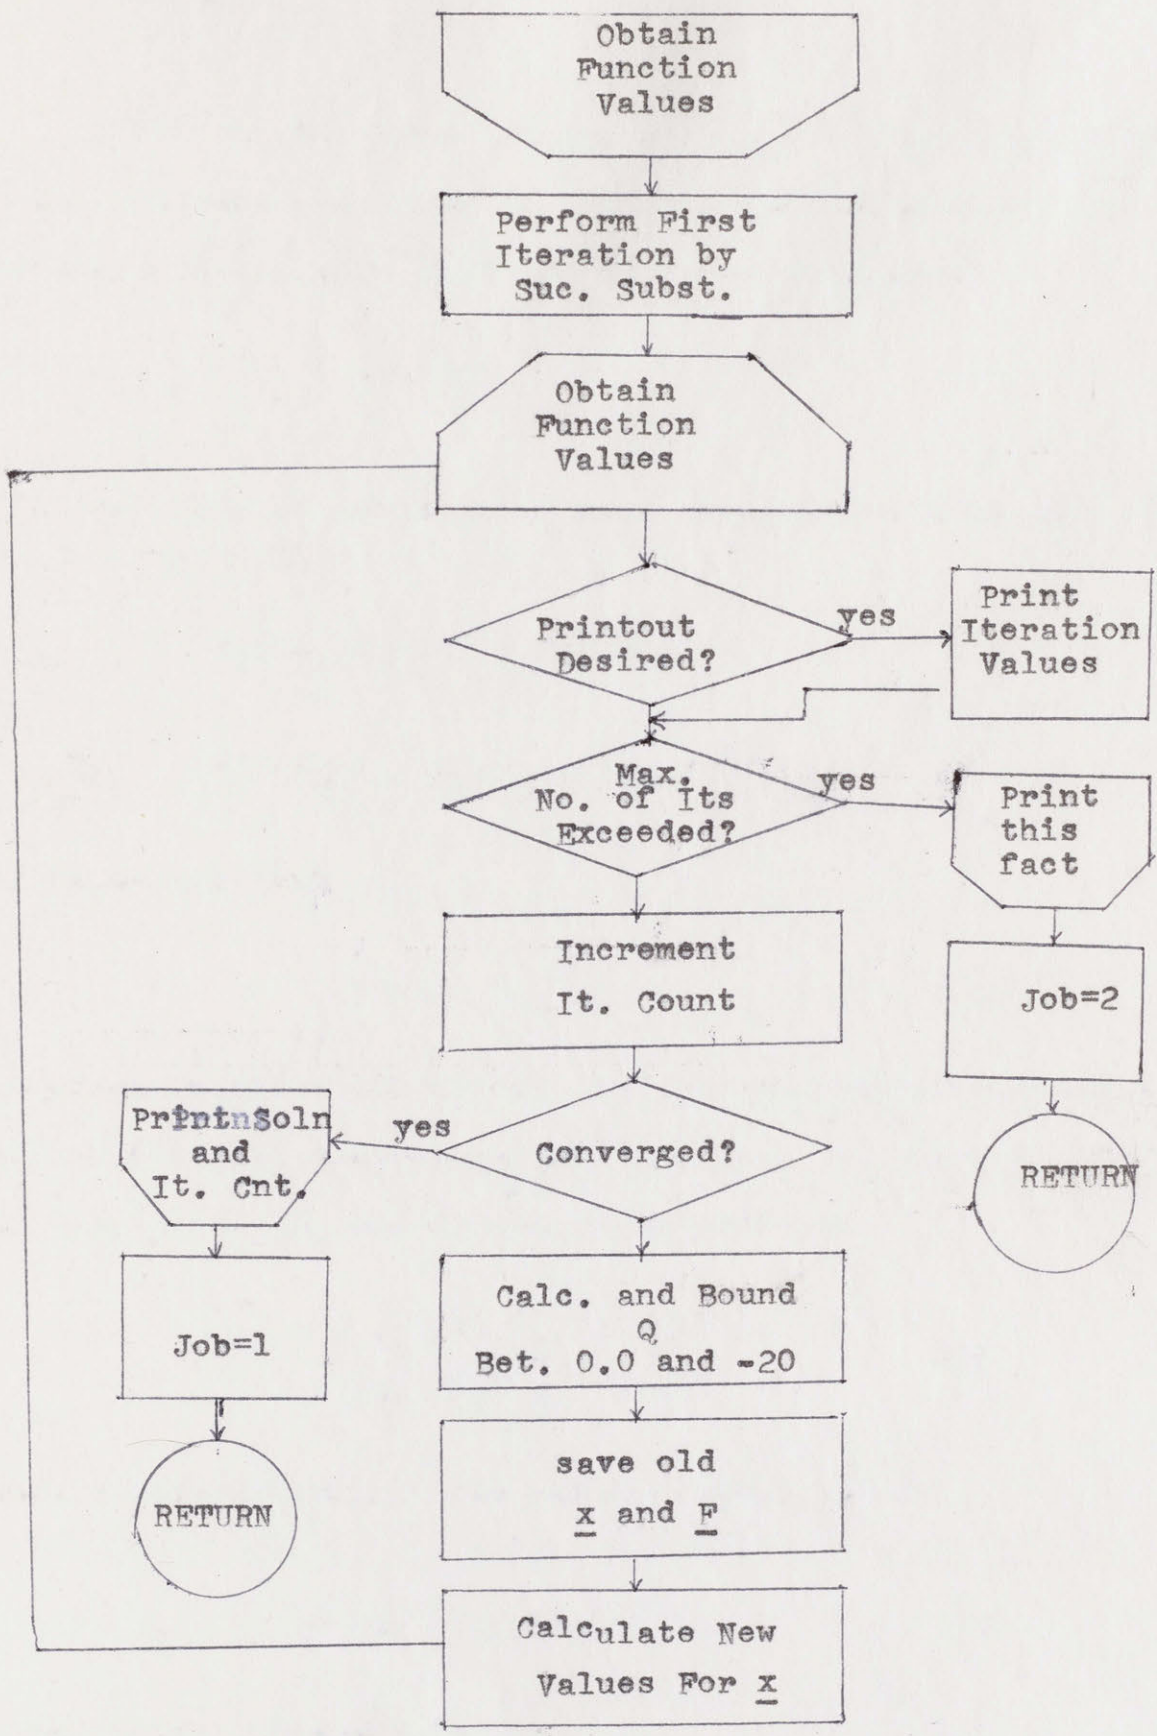 Obtain
Function
Values
Perform First
Iteration by
Suc. Subst.
Obtain
Function
Values
Printout
Desired?
yes
Print
Iteration
Values
Max.
No. of Its
Exceeded?
yes
Print
this
fact
Job=2
RETURN
Increment
It. Count
Converged?
yes
Print Soln
and
It. Cnt.
Job=1
RETURN
Calc. and Bound
Q
Bet. 0.0 and -20
save old
x and F
Calculate New
Values For x